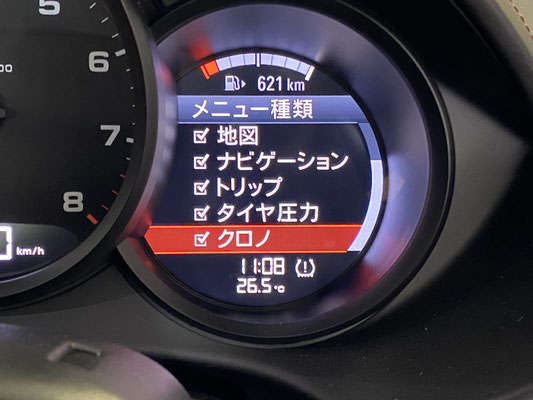 5
6
7
8
km/h
621 km
メニュー種類
地図
ナビゲーション
トリップ
タイヤ圧力
クロノ
11:08
26.5℃